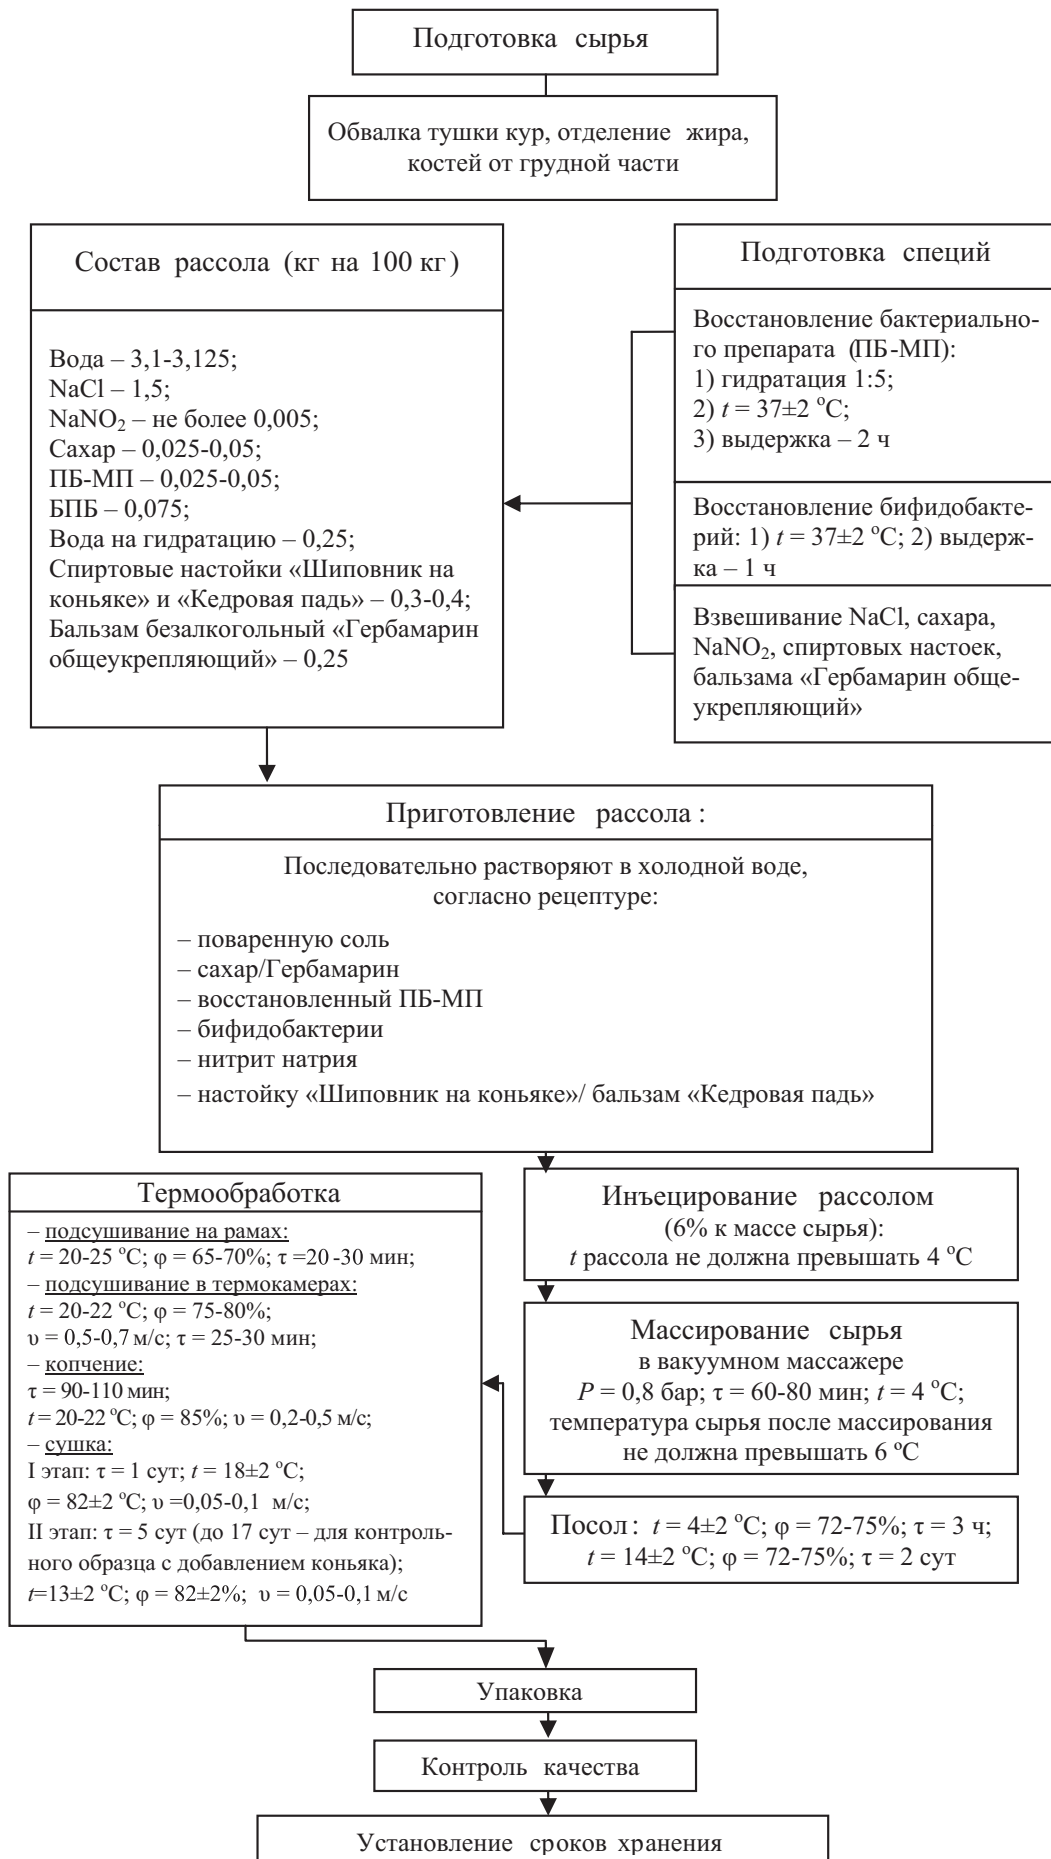 Подготовка сырья
Обвалка тушки кур, отделение жира,
костей от грудной части
Состав рассола (кг на 100 кг)
Вода – 3,1-3,125;
NaCl – 1,5;
NaNO₂ – не более 0,005;
Сахар – 0,025-0,05;
ПБ-МП – 0,025-0,05;
БПБ – 0,075;
Вода на гидратацию – 0,25;
Спиртовые настойки «Шиповник на
коньяке» и «Кедровая падь» – 0,3-0,4;
Бальзам безалкогольный «Гербамарин
общеукрепляющий» – 0,25
Подготовка специй
Восстановление бактериально-
го препарата (ПБ-МП):
1) гидратация 1:5;
2) t = 37±2 °С;
3) выдержка – 2 ч
Восстановление бифидобакте-
рий: 1) t = 37±2 °С; 2) выдерж-
ка – 1 ч
Взвешивание NaCl, сахара,
NaNO₂, спиртовых настоек,
бальзама «Гербамарин обще-
укрепляющий»
Приготовление рассола :
Последовательно растворяют в холодной воде,
согласно рецептуре:
– поваренную соль
– сахар/Гербамарин
– восстановленный ПБ-МП
– бифидобактерии
– нитрит натрия
– настойку «Шиповник на коньяке»/ бальзам «Кедровая падь»
Инъецирование рассолом
(6% к массе сырья):
t рассола не должна превышать 4 °С
Массирование сырья
в вакуумном массажере
P = 0,8 бар; τ = 60-80 мин; t = 4 °С;
температура сырья после массирования
не должна превышать 6 °С
Посол : t = 4±2 °С; φ = 72-75%; τ = 3 ч;
t = 14±2 °С; φ = 72-75%; τ = 2 сут
Термообработка
– подсушивание на рамах:
t = 20-25 °С; φ = 65-70%; τ =20-30 мин;
– подсушивание в термокамерах:
t = 20-22 °С; φ = 75-80%;
υ = 0,5-0,7 м/с; τ = 25-30 мин;
– копчение:
τ = 90-110 мин;
t = 20-22 °С; φ = 85%; υ = 0,2-0,5 м/с;
– сушка:
I этап: τ = 1 сут; t = 18±2 °С;
φ = 82±2 °С; υ =0,05-0,1 м/с;
II этап: τ = 5 сут (до 17 сут – для контроль-
ного образца с добавлением коньяка);
t=13±2 °С; φ = 82±2%; υ = 0,05-0,1 м/с
Упаковка
Контроль качества
Установление сроков хранения